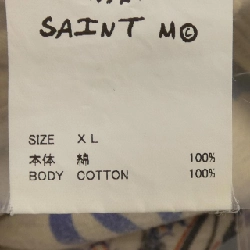 SAINT M©
SIZE XL
本体 綿 100%
BODY COTTON 100%